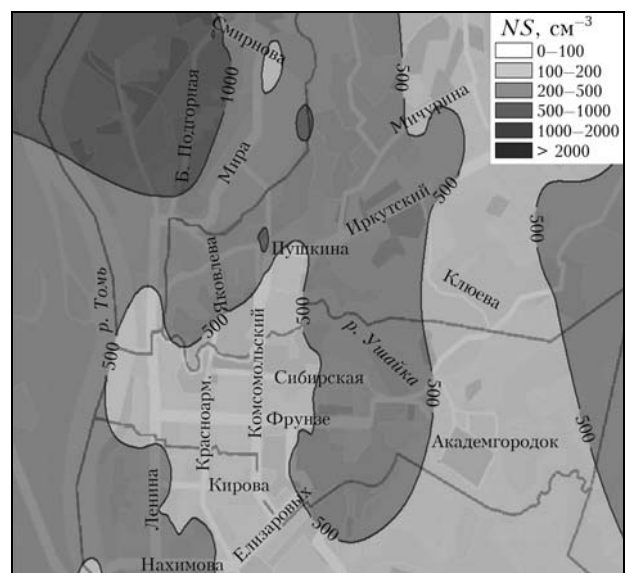 NS, см−3
0−100
100−200
200−500
500−1000
1000−2000
> 2000
Смирнова
1000
500
Б. Подгорная
Мира
Мичурина
Иркутский
500
500
Пушкина
Яковлева
500
Клюева
р. Томь
500
Комсомольский
500
р. Ушайка
Сибирская
Красноарм.
Фрунзе
500
500
Академгородок
Ленина
Кирова
Елизаровых
500
Нахимова